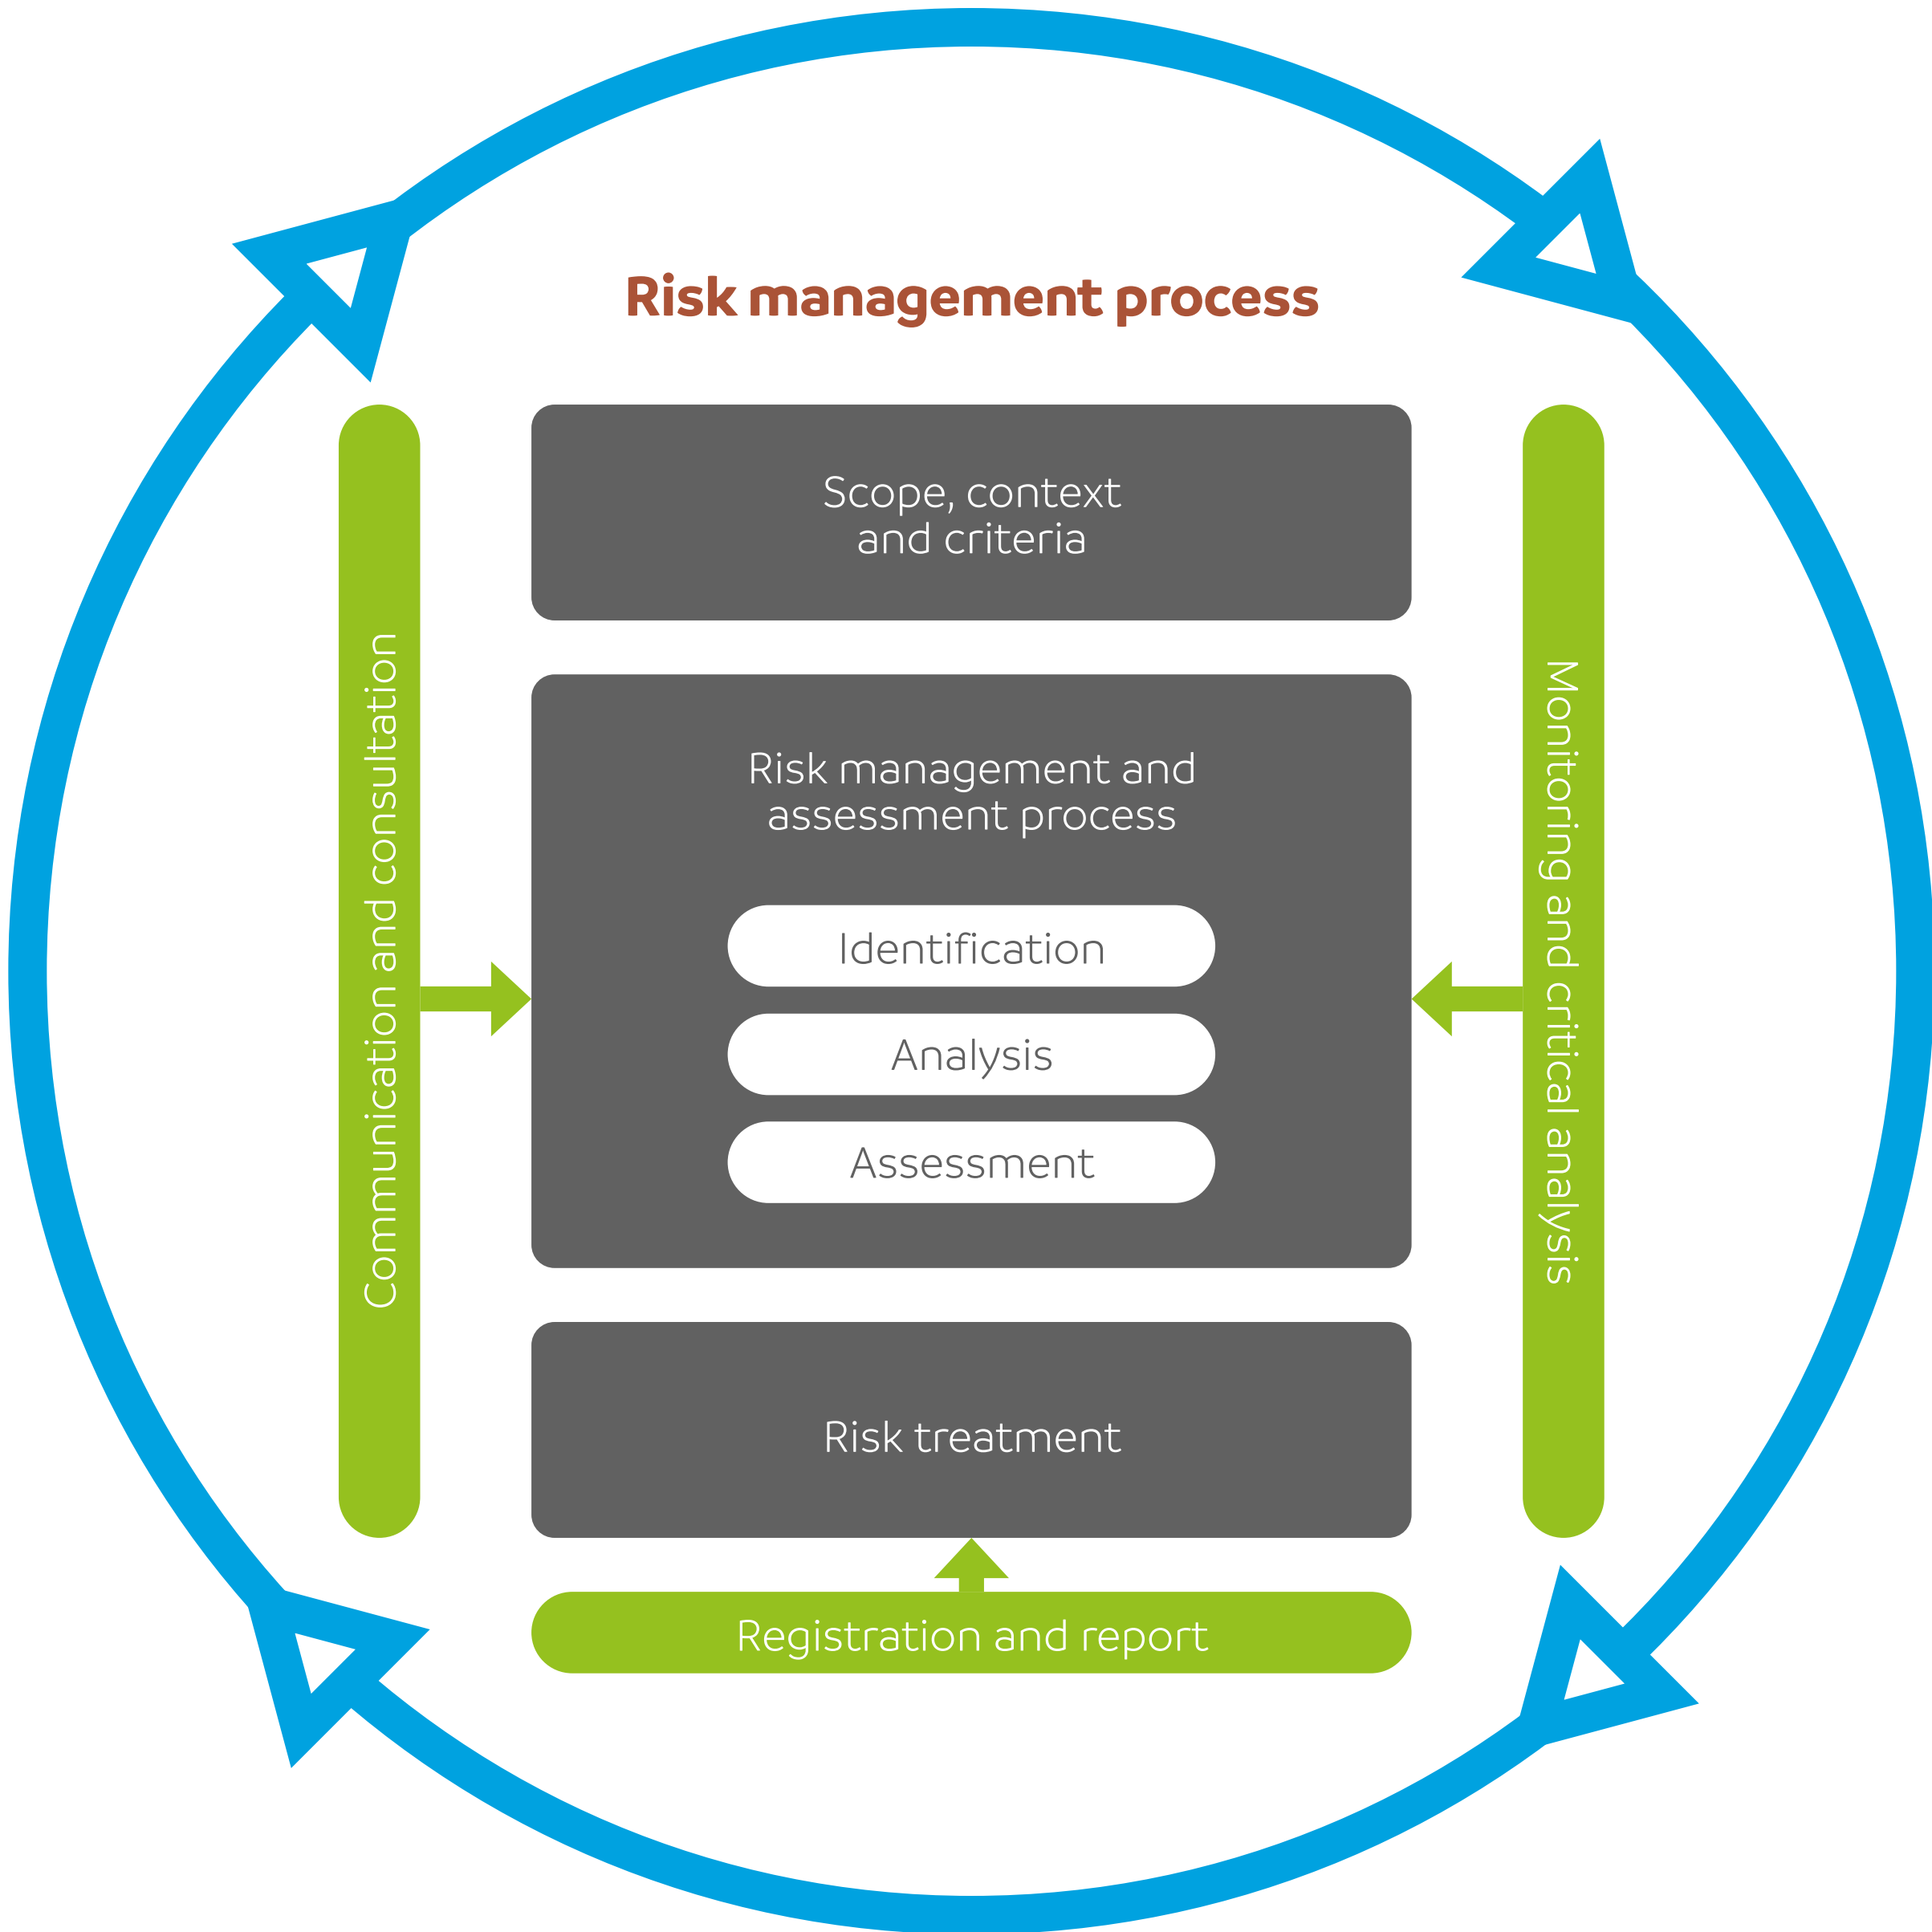 Risk management process
Scope, context
and criteria
Communication and consultation
Risk management and
assessment process
Identification
Analysis
Assessment
Monitoring and critical analysis
Risk treatment
Registration and report